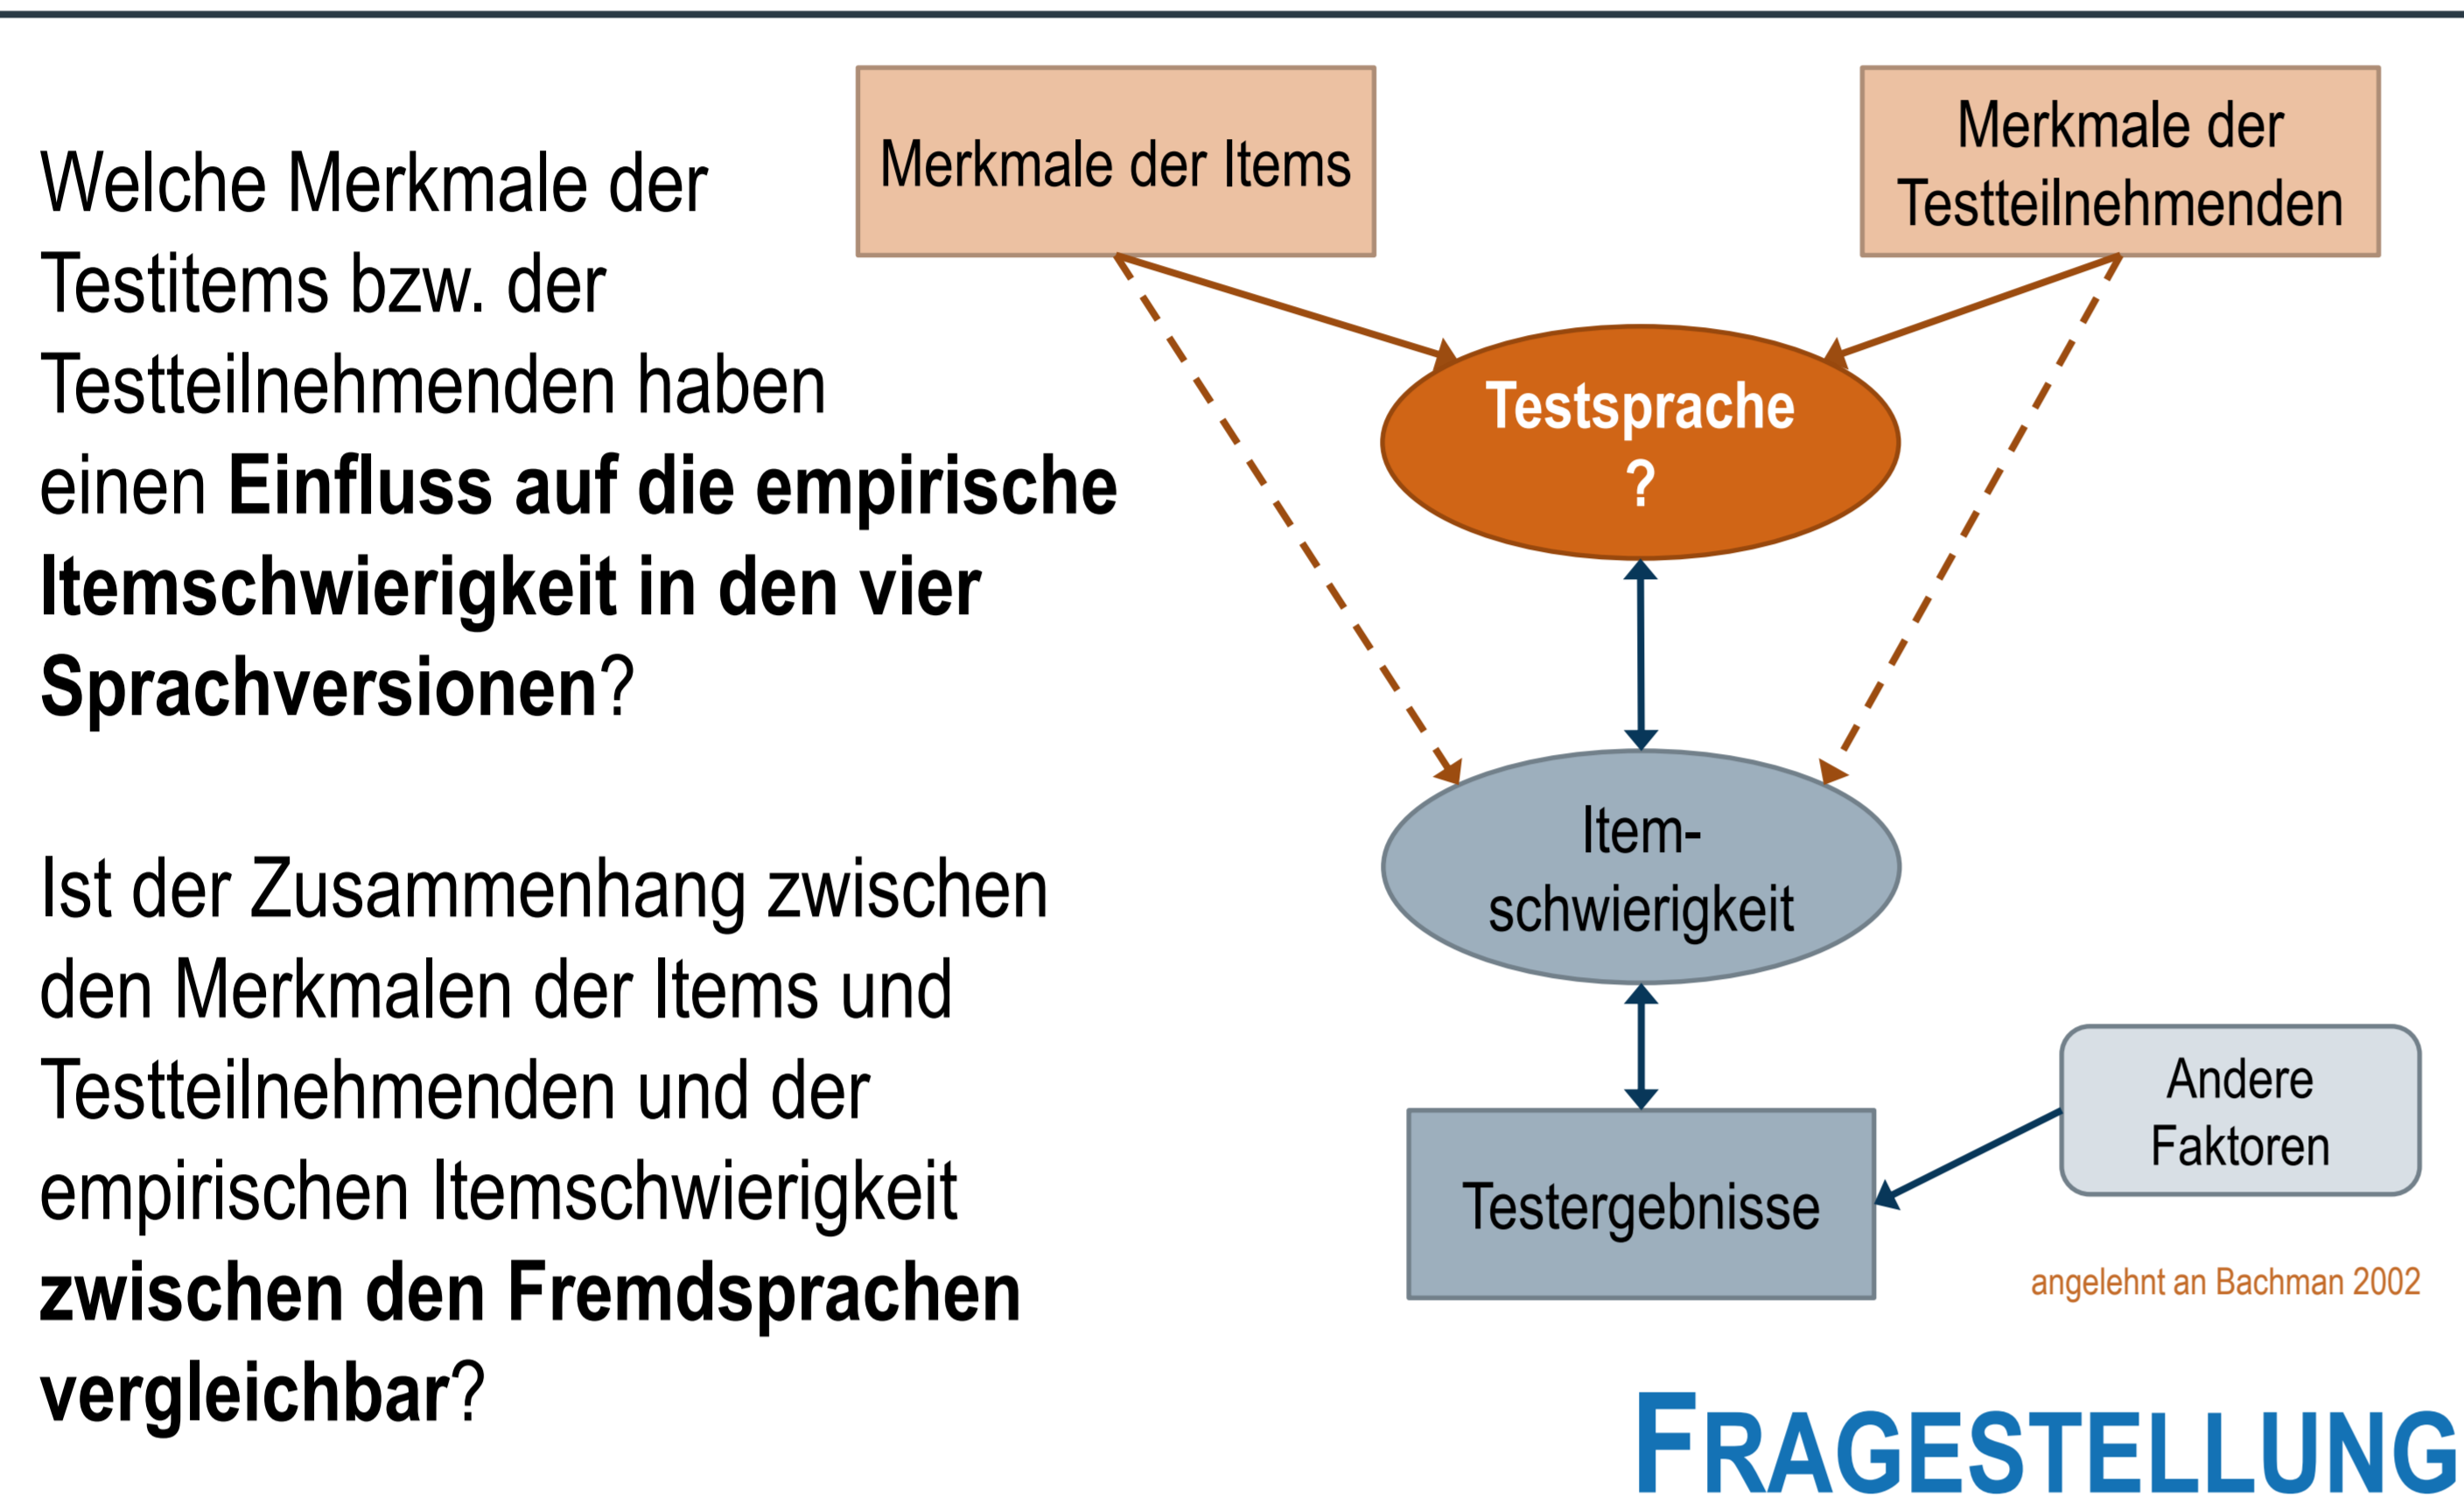 Welche Merkmale der
Testitems bzw. der
Testteilnehmenden haben
einen Einfluss auf die empirische
Itemschwierigkeit in den vier
Sprachversionen?
Ist der Zusammenhang zwischen
den Merkmalen der Items und
Testteilnehmenden und der
empirischen Itemschwierigkeit
zwischen den Fremdsprachen
vergleichbar?
Merkmale der Items
Merkmale der
Testteilnehmenden
Testsprache
?
Item-
schwierigkeit
Testergebnisse
Andere
Faktoren
angelehnt an Bachman 2002
FRAGESTELLUNG